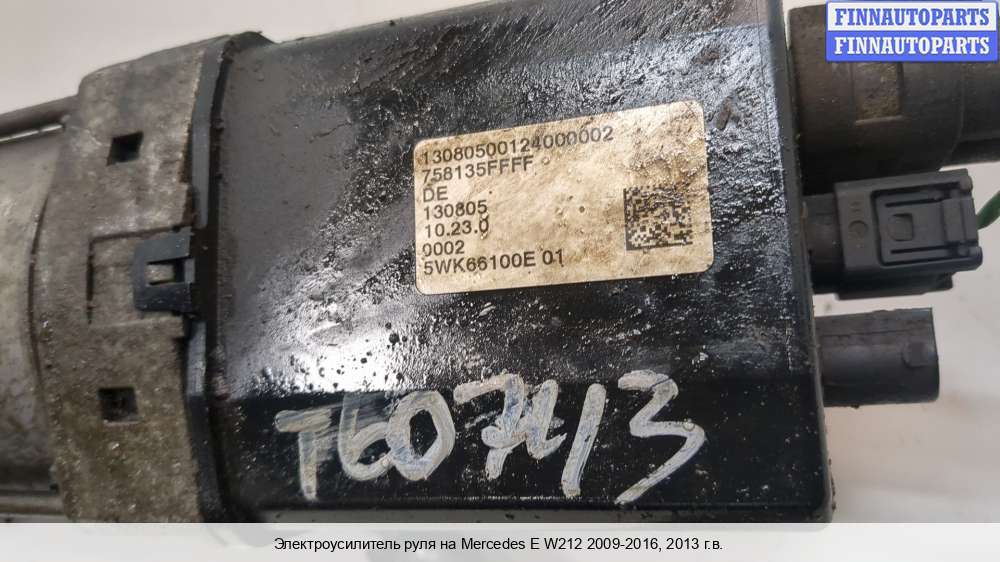 FINNAUTOPARTS
FINNAUTOPARTS
13080500124000002
758135FFFF
DE
130805
10.23.0
0002
5WK66100E 01
T607413
Электроусилитель руля на Mercedes E W212 2009-2016, 2013 г.в.